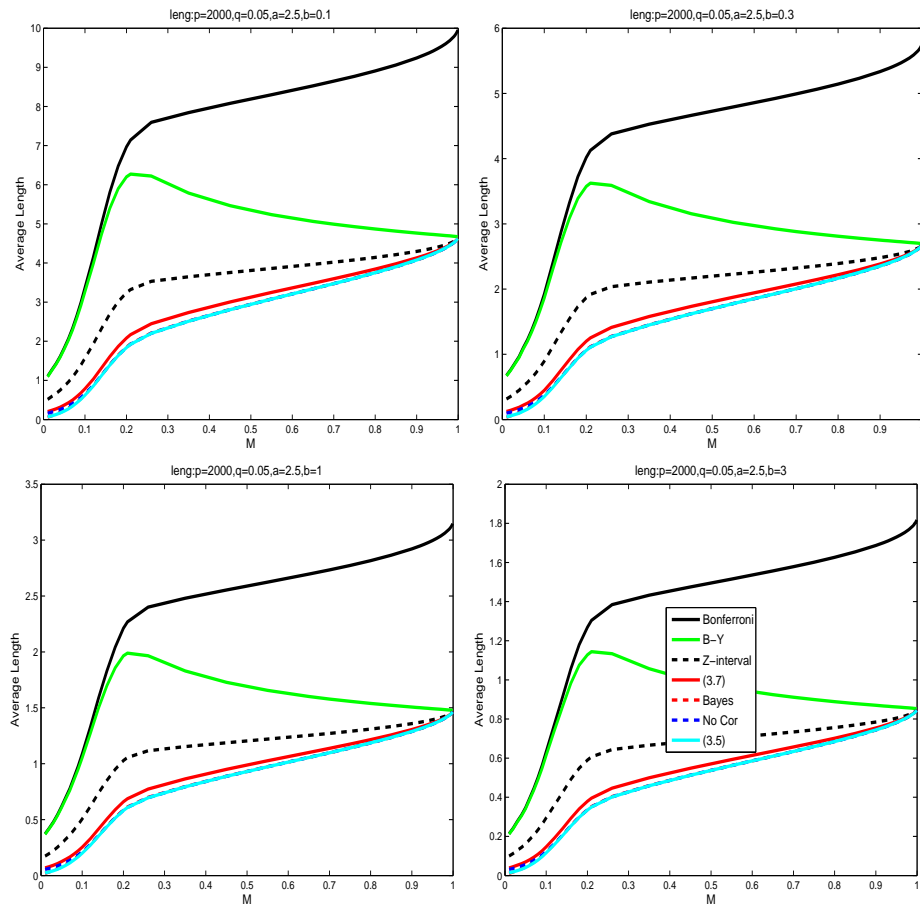 leng:p=2000,q=0.05,a=2.5,b=0.1
Average Length
10
9
8
7
6
5
4
3
2
1
0
0 0.1 0.2 0.3 0.4 0.5 0.6 0.7 0.8 0.9 1
M
leng:p=2000,q=0.05,a=2.5,b=0.3
Average Length
6
5
4
3
2
1
0
0 0.1 0.2 0.3 0.4 0.5 0.6 0.7 0.8 0.9
M
leng:p=2000,q=0.05,a=2.5,b=1
Average Length
3.5
3
2.5
2
1.5
1
0.5
0
0 0.1 0.2 0.3 0.4 0.5 0.6 0.7 0.8 0.9 1
M
leng:p=2000,q=0.05,a=2.5,b=3
Average Length
2
1.8
1.6
1.4
1.2
1
0.8
0.6
0.4
0.2
0
0 0.1 0.2 0.3 0.4 0.5 0.6 0.7 0.8 0.9 1
M
Bonferroni
B−Y
Z−interval
(3.7)
Bayes
No Cor
(3.5)